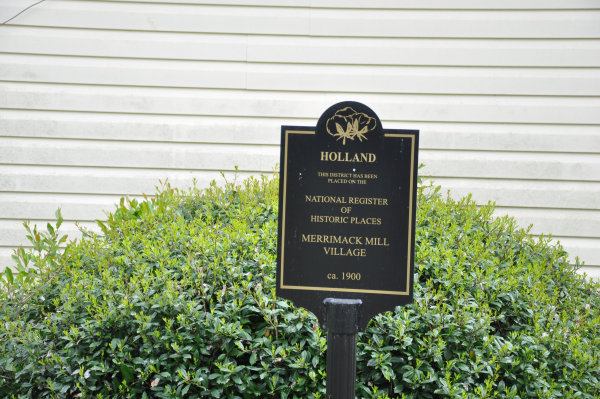 HOLLAND
THIS DISTRICT HAS BEEN
PLACED ON THE
NATIONAL REGISTER
OF
HISTORIC PLACES
MERRIMACK MILL
VILLAGE
ca. 1900